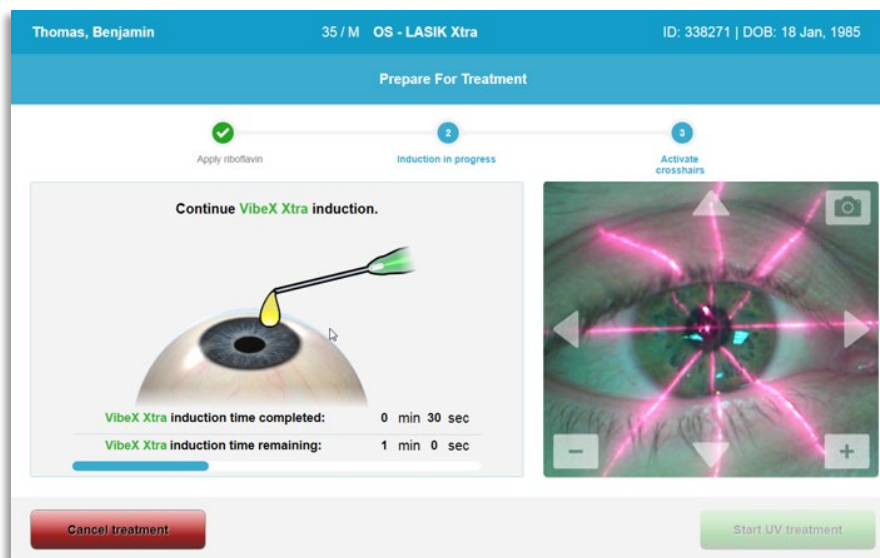 Thomas, Benjamin 35 / M OS - LASIK Xtra ID: 338271 | DOB: 18 Jan, 1985
Prepare For Treatment
2 3
Apply riboflavin Induction in progress Activate
crosshairs
Continue VibeX Xtra induction.
VibeX Xtra induction time completed: 0 min 30 sec
VibeX Xtra induction time remaining: 1 min 0 sec
Cancel treatment Start UV treatment